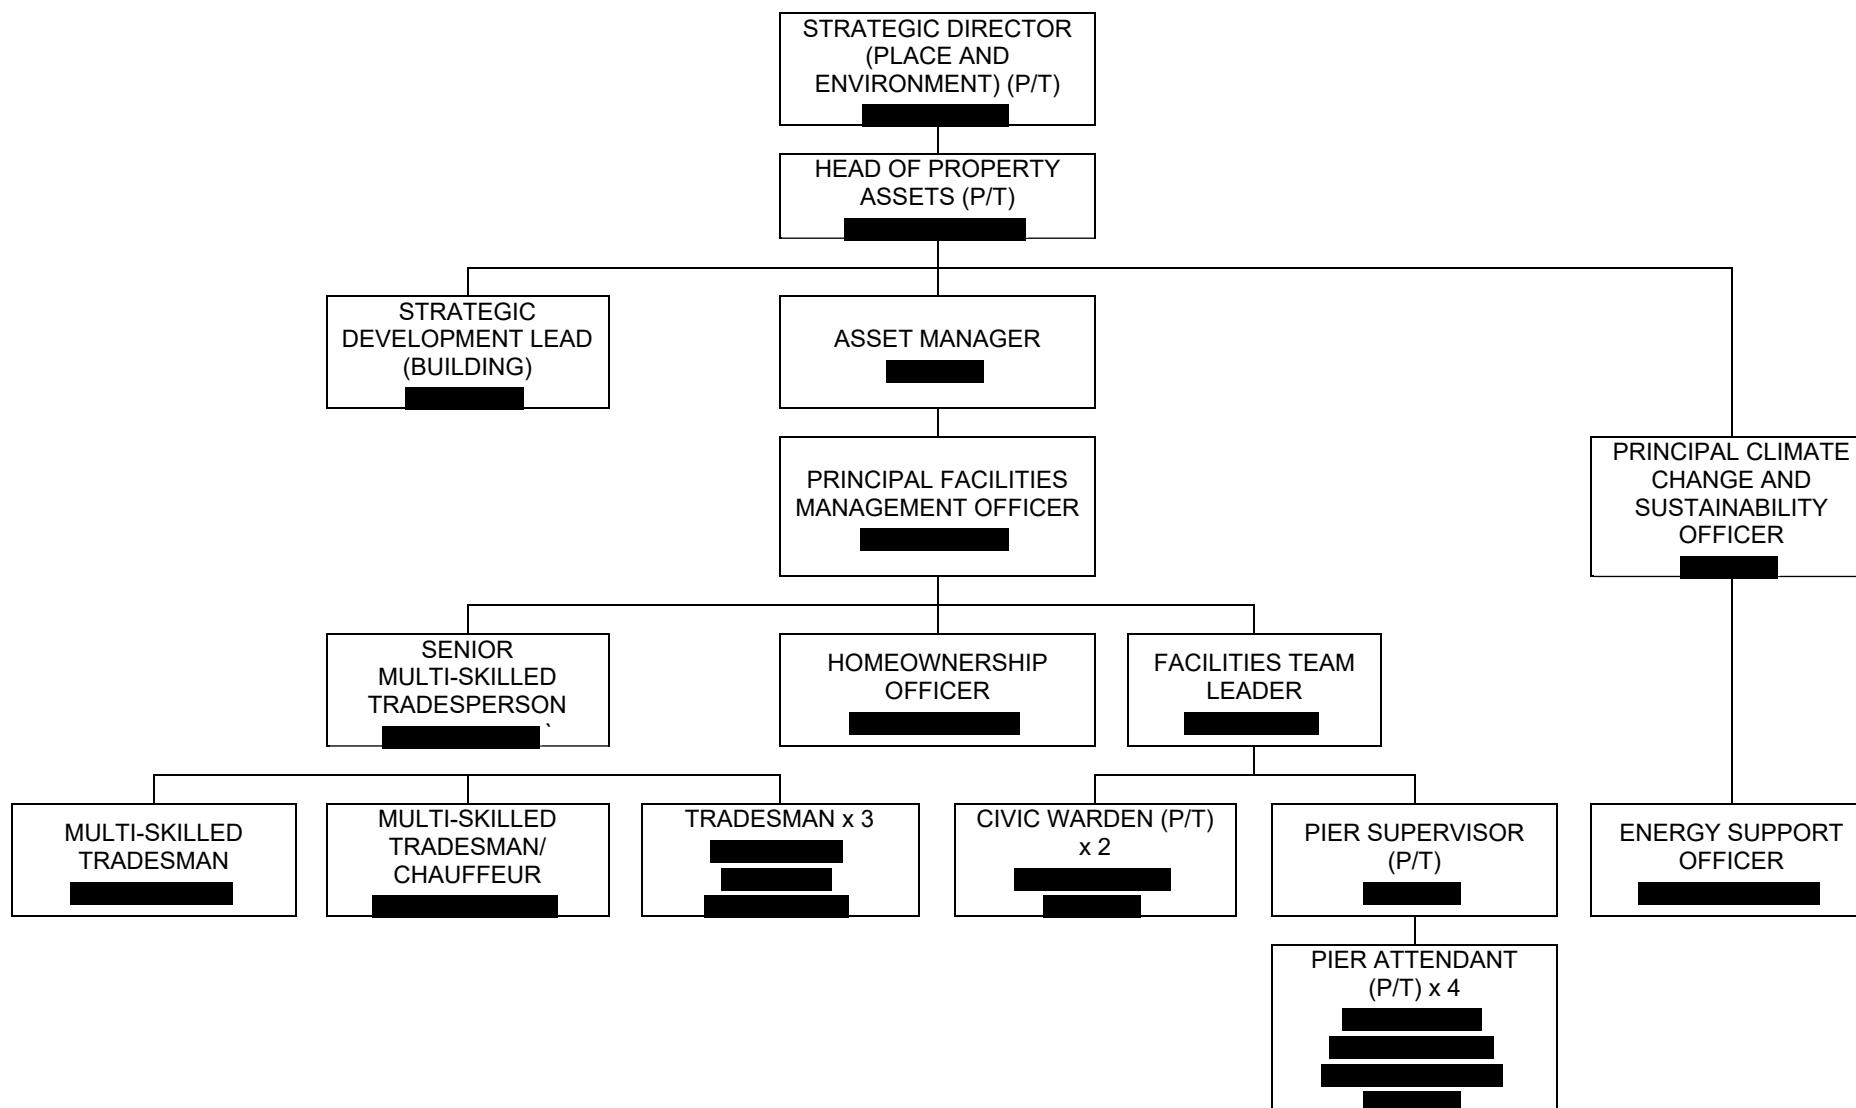 STRATEGIC DIRECTOR
(PLACE AND
ENVIRONMENT) (P/T)
HEAD OF PROPERTY
ASSETS (P/T)
STRATEGIC
DEVELOPMENT LEAD
(BUILDING)
ASSET MANAGER
PRINCIPAL FACILITIES
MANAGEMENT OFFICER
PRINCIPAL CLIMATE
CHANGE AND
SUSTAINABILITY
OFFICER
SENIOR
MULTI-SKILLED
TRADESPERSON
`
HOMEOWNERSHIP
OFFICER
FACILITIES TEAM
LEADER
MULTI-SKILLED
TRADESMAN
MULTI-SKILLED
TRADESMAN/
CHAUFFEUR
TRADESMAN x 3
CIVIC WARDEN (P/T)
x 2
PIER SUPERVISOR
(P/T)
ENERGY SUPPORT
OFFICER
PIER ATTENDANT
(P/T) x 4